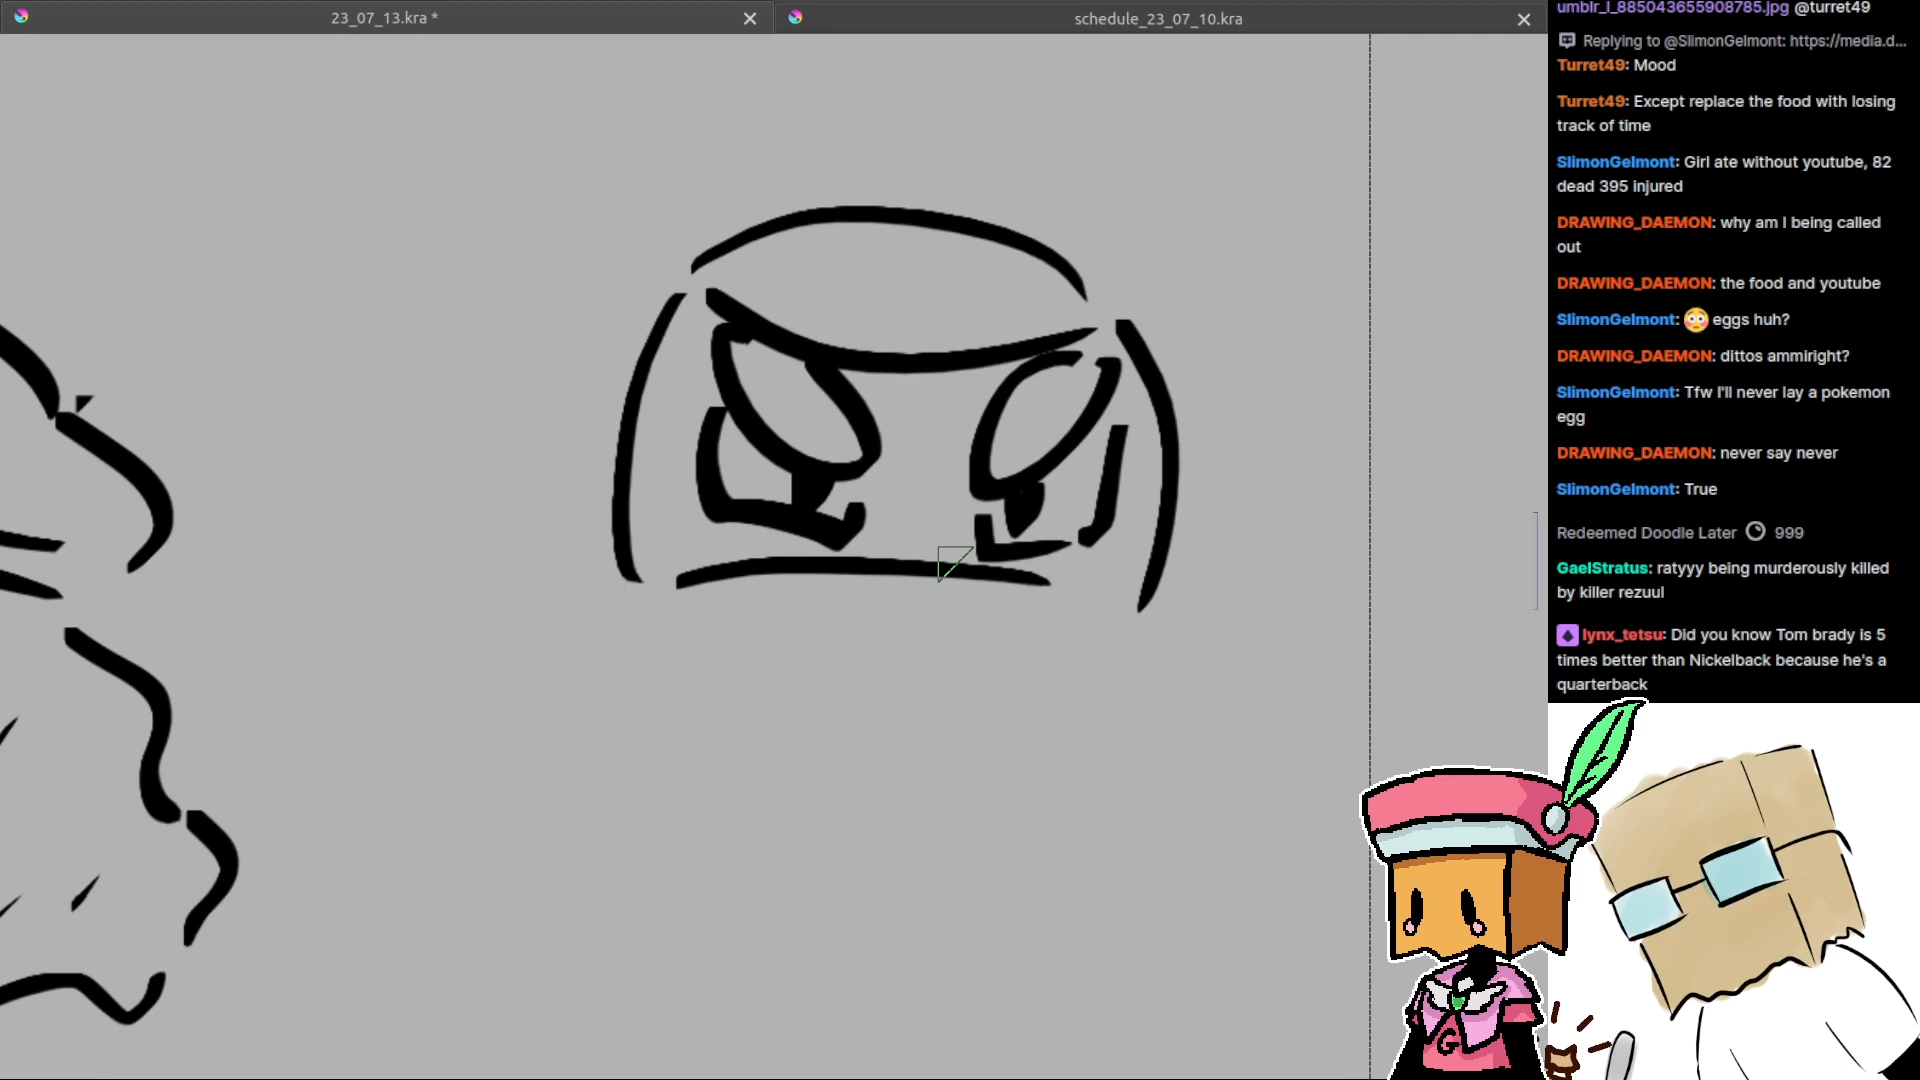 23_07_13.kra *
schedule_23_07_10.kra
umblr_l_885043655908785.jpg @turret49
Replying to @SlimonGelmont: https://media.d...
Turret49: Mood
Turret49: Except replace the food with losing
track of time
SlimonGelmont: Girl ate without youtube, 82
dead 395 injured
DRAWING_DAEMON: why am I being called
out
DRAWING_DAEMON: the food and youtube
SlimonGelmont: 😳 eggs huh?
DRAWING_DAEMON: dittos ammiright?
SlimonGelmont: Tfw I'll never lay a pokemon
egg
DRAWING_DAEMON: never say never
SlimonGelmont: True
Redeemed Doodle Later 999
GaelStratus: ratyyy being murderously killed
by killer rezuul
lynx_tetsu: Did you know Tom brady is 5
times better than Nickelback because he's a
quarterback
G